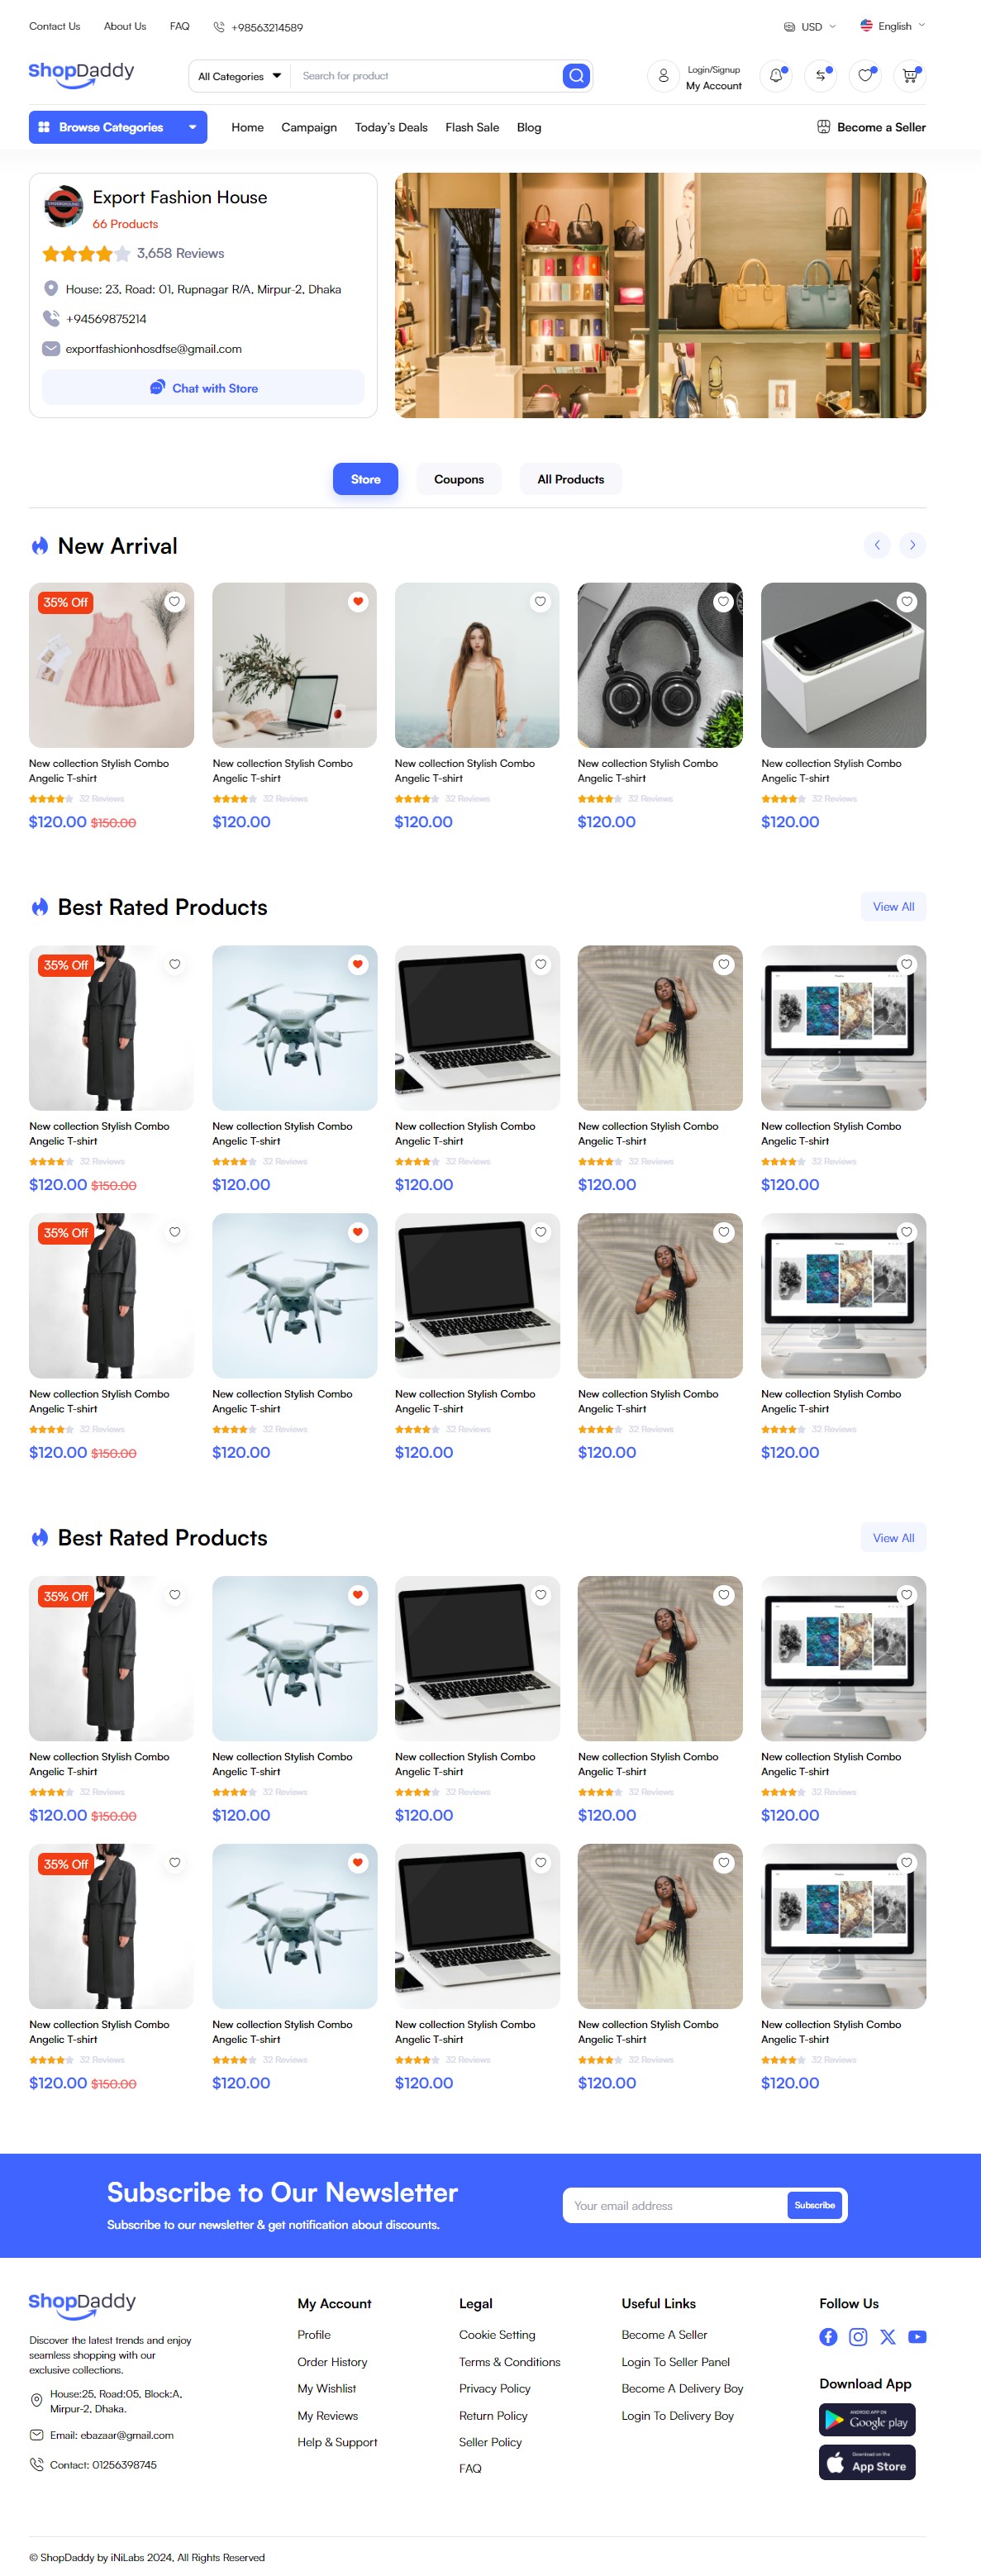 Contact Us About Us FAQ +98563214589 USD English
ShopDaddy All Categories Search for product Login/Signup
My Account
Browse Categories Home Campaign Today's Deals Flash Sale Blog Become a Seller
Export Fashion House
66 Products
3,658 Reviews
House: 23, Road: 01, Rupnagar R/A, Mirpur-2, Dhaka
+94569875214
exportfashionhosdfse@gmail.com
Chat with Store
Store Coupons All Products
New Arrival
35% Off
New collection Stylish Combo New collection Stylish Combo New collection Stylish Combo New collection Stylish Combo New collection Stylish Combo
Angelic T-shirt Angelic T-shirt Angelic T-shirt Angelic T-shirt Angelic T-shirt
32 Reviews 32 Reviews 32 Reviews 32 Reviews 32 Reviews
$120.00 $150.00 $120.00 $120.00 $120.00 $120.00
Best Rated Products View All
35% Off
New collection Stylish Combo New collection Stylish Combo New collection Stylish Combo New collection Stylish Combo New collection Stylish Combo
Angelic T-shirt Angelic T-shirt Angelic T-shirt Angelic T-shirt Angelic T-shirt
32 Reviews 32 Reviews 32 Reviews 32 Reviews 32 Reviews
$120.00 $150.00 $120.00 $120.00 $120.00 $120.00
35% Off
New collection Stylish Combo New collection Stylish Combo New collection Stylish Combo New collection Stylish Combo New collection Stylish Combo
Angelic T-shirt Angelic T-shirt Angelic T-shirt Angelic T-shirt Angelic T-shirt
32 Reviews 32 Reviews 32 Reviews 32 Reviews 32 Reviews
$120.00 $150.00 $120.00 $120.00 $120.00 $120.00
Best Rated Products View All
35% Off
New collection Stylish Combo New collection Stylish Combo New collection Stylish Combo New collection Stylish Combo New collection Stylish Combo
Angelic T-shirt Angelic T-shirt Angelic T-shirt Angelic T-shirt Angelic T-shirt
32 Reviews 32 Reviews 32 Reviews 32 Reviews 32 Reviews
$120.00 $150.00 $120.00 $120.00 $120.00 $120.00
35% Off
New collection Stylish Combo New collection Stylish Combo New collection Stylish Combo New collection Stylish Combo New collection Stylish Combo
Angelic T-shirt Angelic T-shirt Angelic T-shirt Angelic T-shirt Angelic T-shirt
32 Reviews 32 Reviews 32 Reviews 32 Reviews 32 Reviews
$120.00 $150.00 $120.00 $120.00 $120.00 $120.00
Subscribe to Our Newsletter
Subscribe to our newsletter & get notification about discounts.
Your email address Subscribe
ShopDaddy
Discover the latest trends and enjoy
seamless shopping with our
exclusive collections.
House:25, Road:05, Block:A,
Mirpur-2, Dhaka.
Email: ebazaar@gmail.com
Contact: 01256398745
My Account
Profile
Order History
My Wishlist
My Reviews
Help & Support
Legal
Cookie Setting
Terms & Conditions
Privacy Policy
Return Policy
Seller Policy
FAQ
Useful Links
Become A Seller
Login To Seller Panel
Become A Delivery Boy
Login To Delivery Boy
Follow Us
Download App
ANDROID APP ON
Google play
Download on the
App Store
© ShopDaddy by iNiLabs 2024, All Rights Reserved